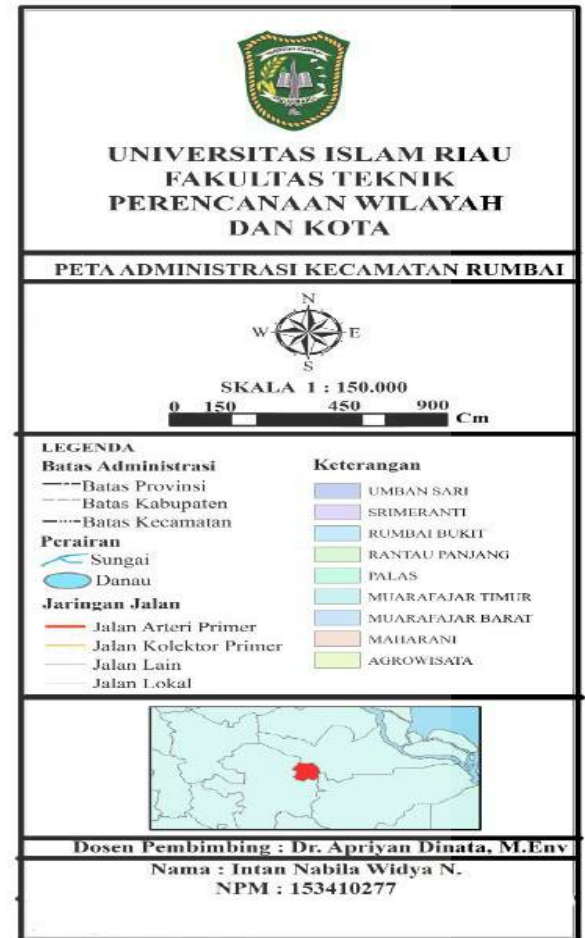 UNIVERSITAS ISLAM RIAU
FAKULTAS TEKNIK
PERENCANAAN WILAYAH
DAN KOTA
PETA ADMINISTRASI KECAMATAN RUMBAI
N
W E
S
SKALA 1 : 150.000
0 150 450 900 Cm
LEGENDA
Batas Administrasi
Batas Provinsi
Batas Kabupaten
Batas Kecamatan
Perairan
Sungai
Danau
Jaringan Jalan
Jalan Arteri Primer
Jalan Kolektor Primer
Jalan Lain
Jalan Lokal
Keterangan
UMBAN SARI
SRIMERANTI
RUMBAI BUKIT
RANTAU PANJANG
PALAS
MUARAFAJAR TIMUR
MUARAFAJAR BARAT
MAHARANI
AGROWISATA
Dosen Pembimbing : Dr. Apriyan Dinata, M.Env
Nama : Intan Nabila Widya N.
NPM : 153410277